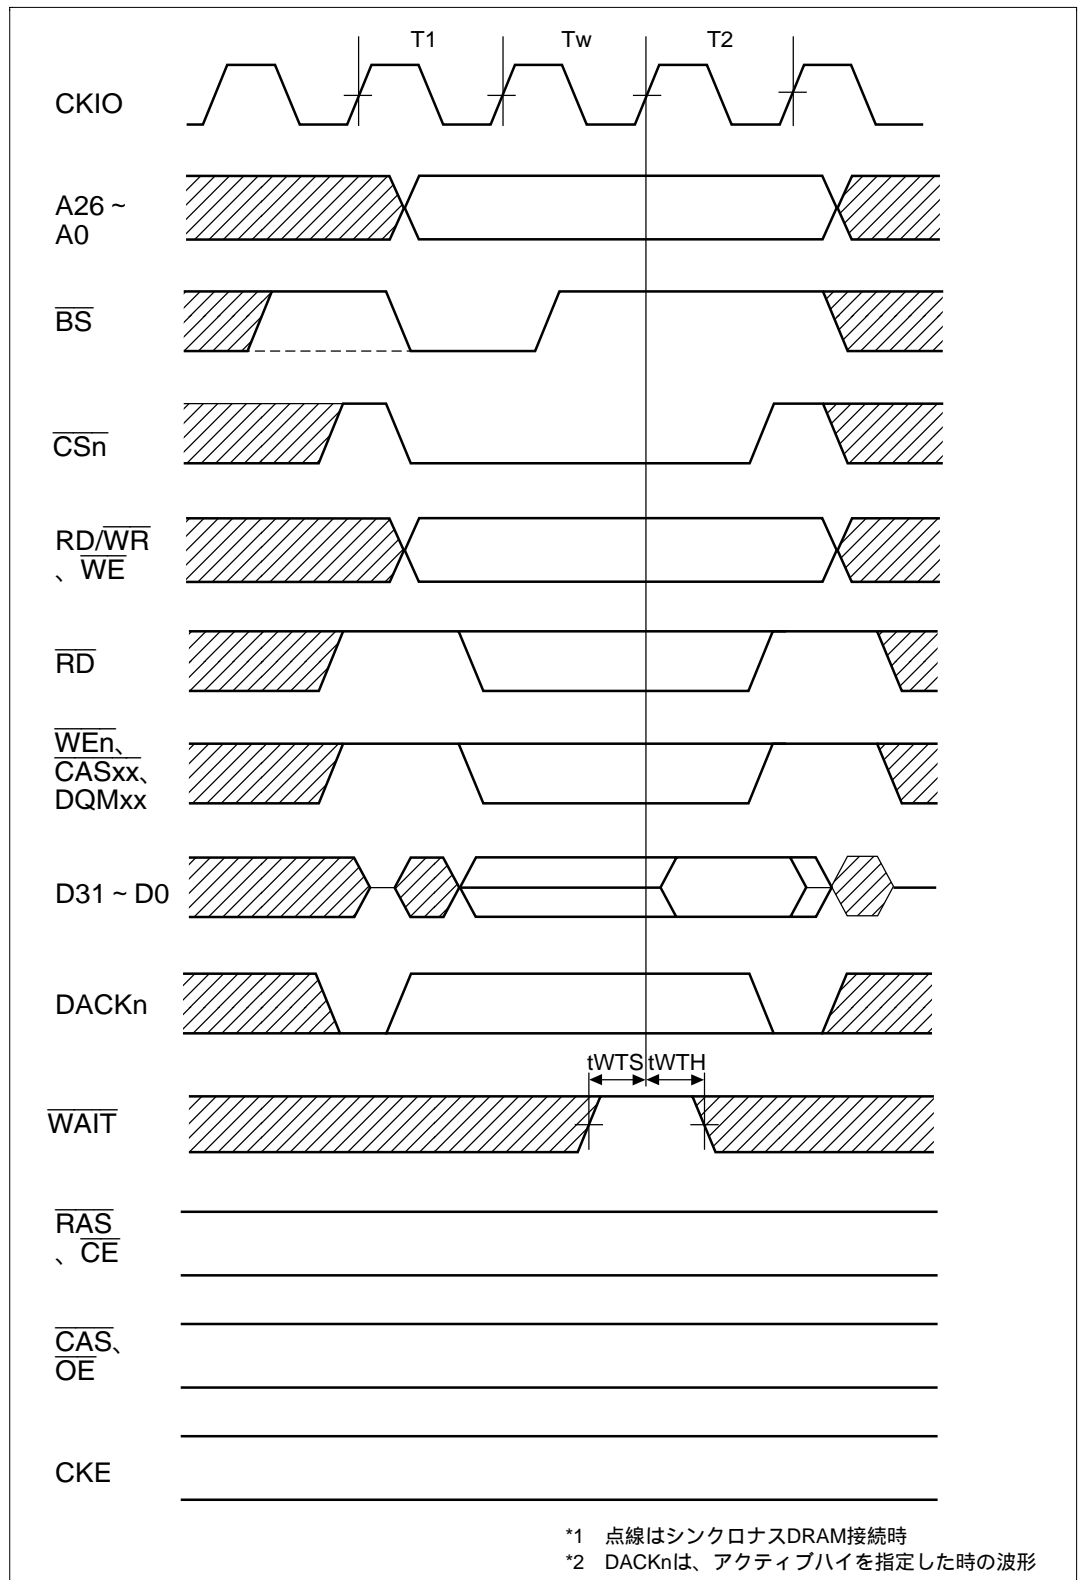 T1 Tw T2
CKIO
A26 ~
A0
BS
CSn
RD/WR
、WE
RD
WEn、
CASxx、
DQMxx
D31 ~ D0
DACKn
tWTS tWTH
WAIT
RAS
、CE
CAS、
OE
CKE
*1 点線はシンクロナスDRAM接続時
*2 DACKnは、アクティブハイを指定した時の波形